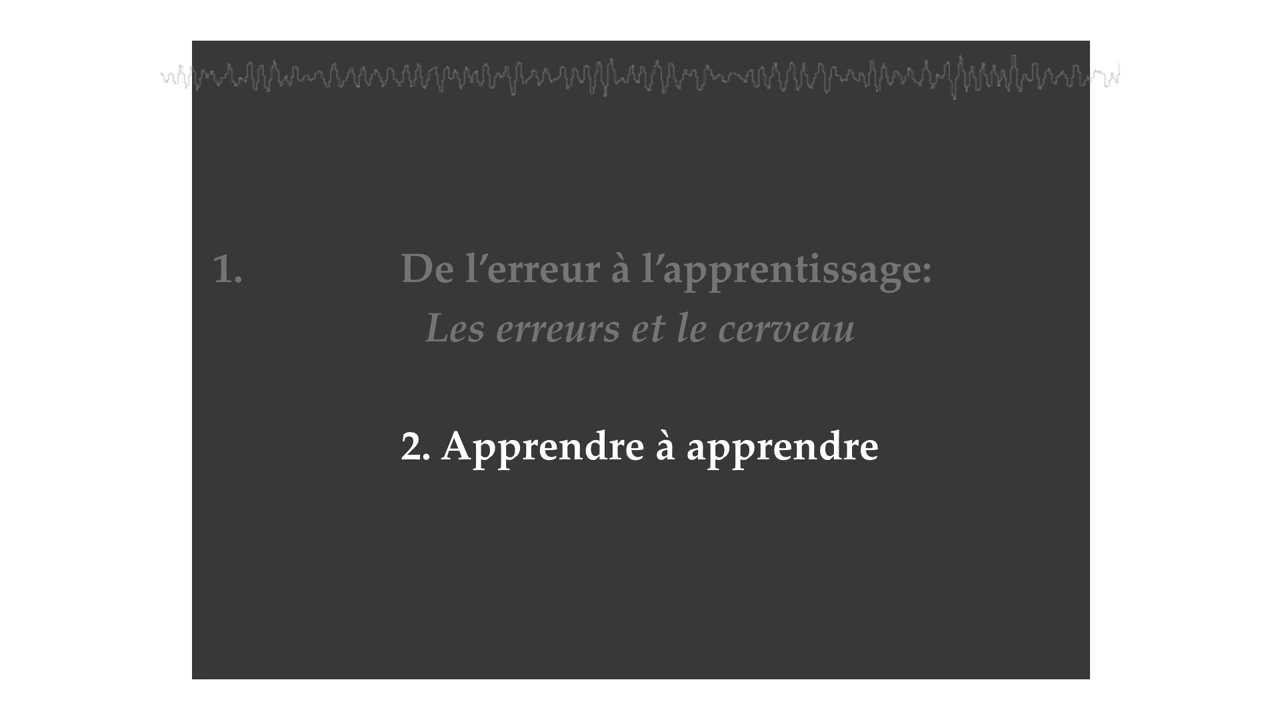 1. De l’erreur à l’apprentissage:
Les erreurs et le cerveau
2. Apprendre à apprendre